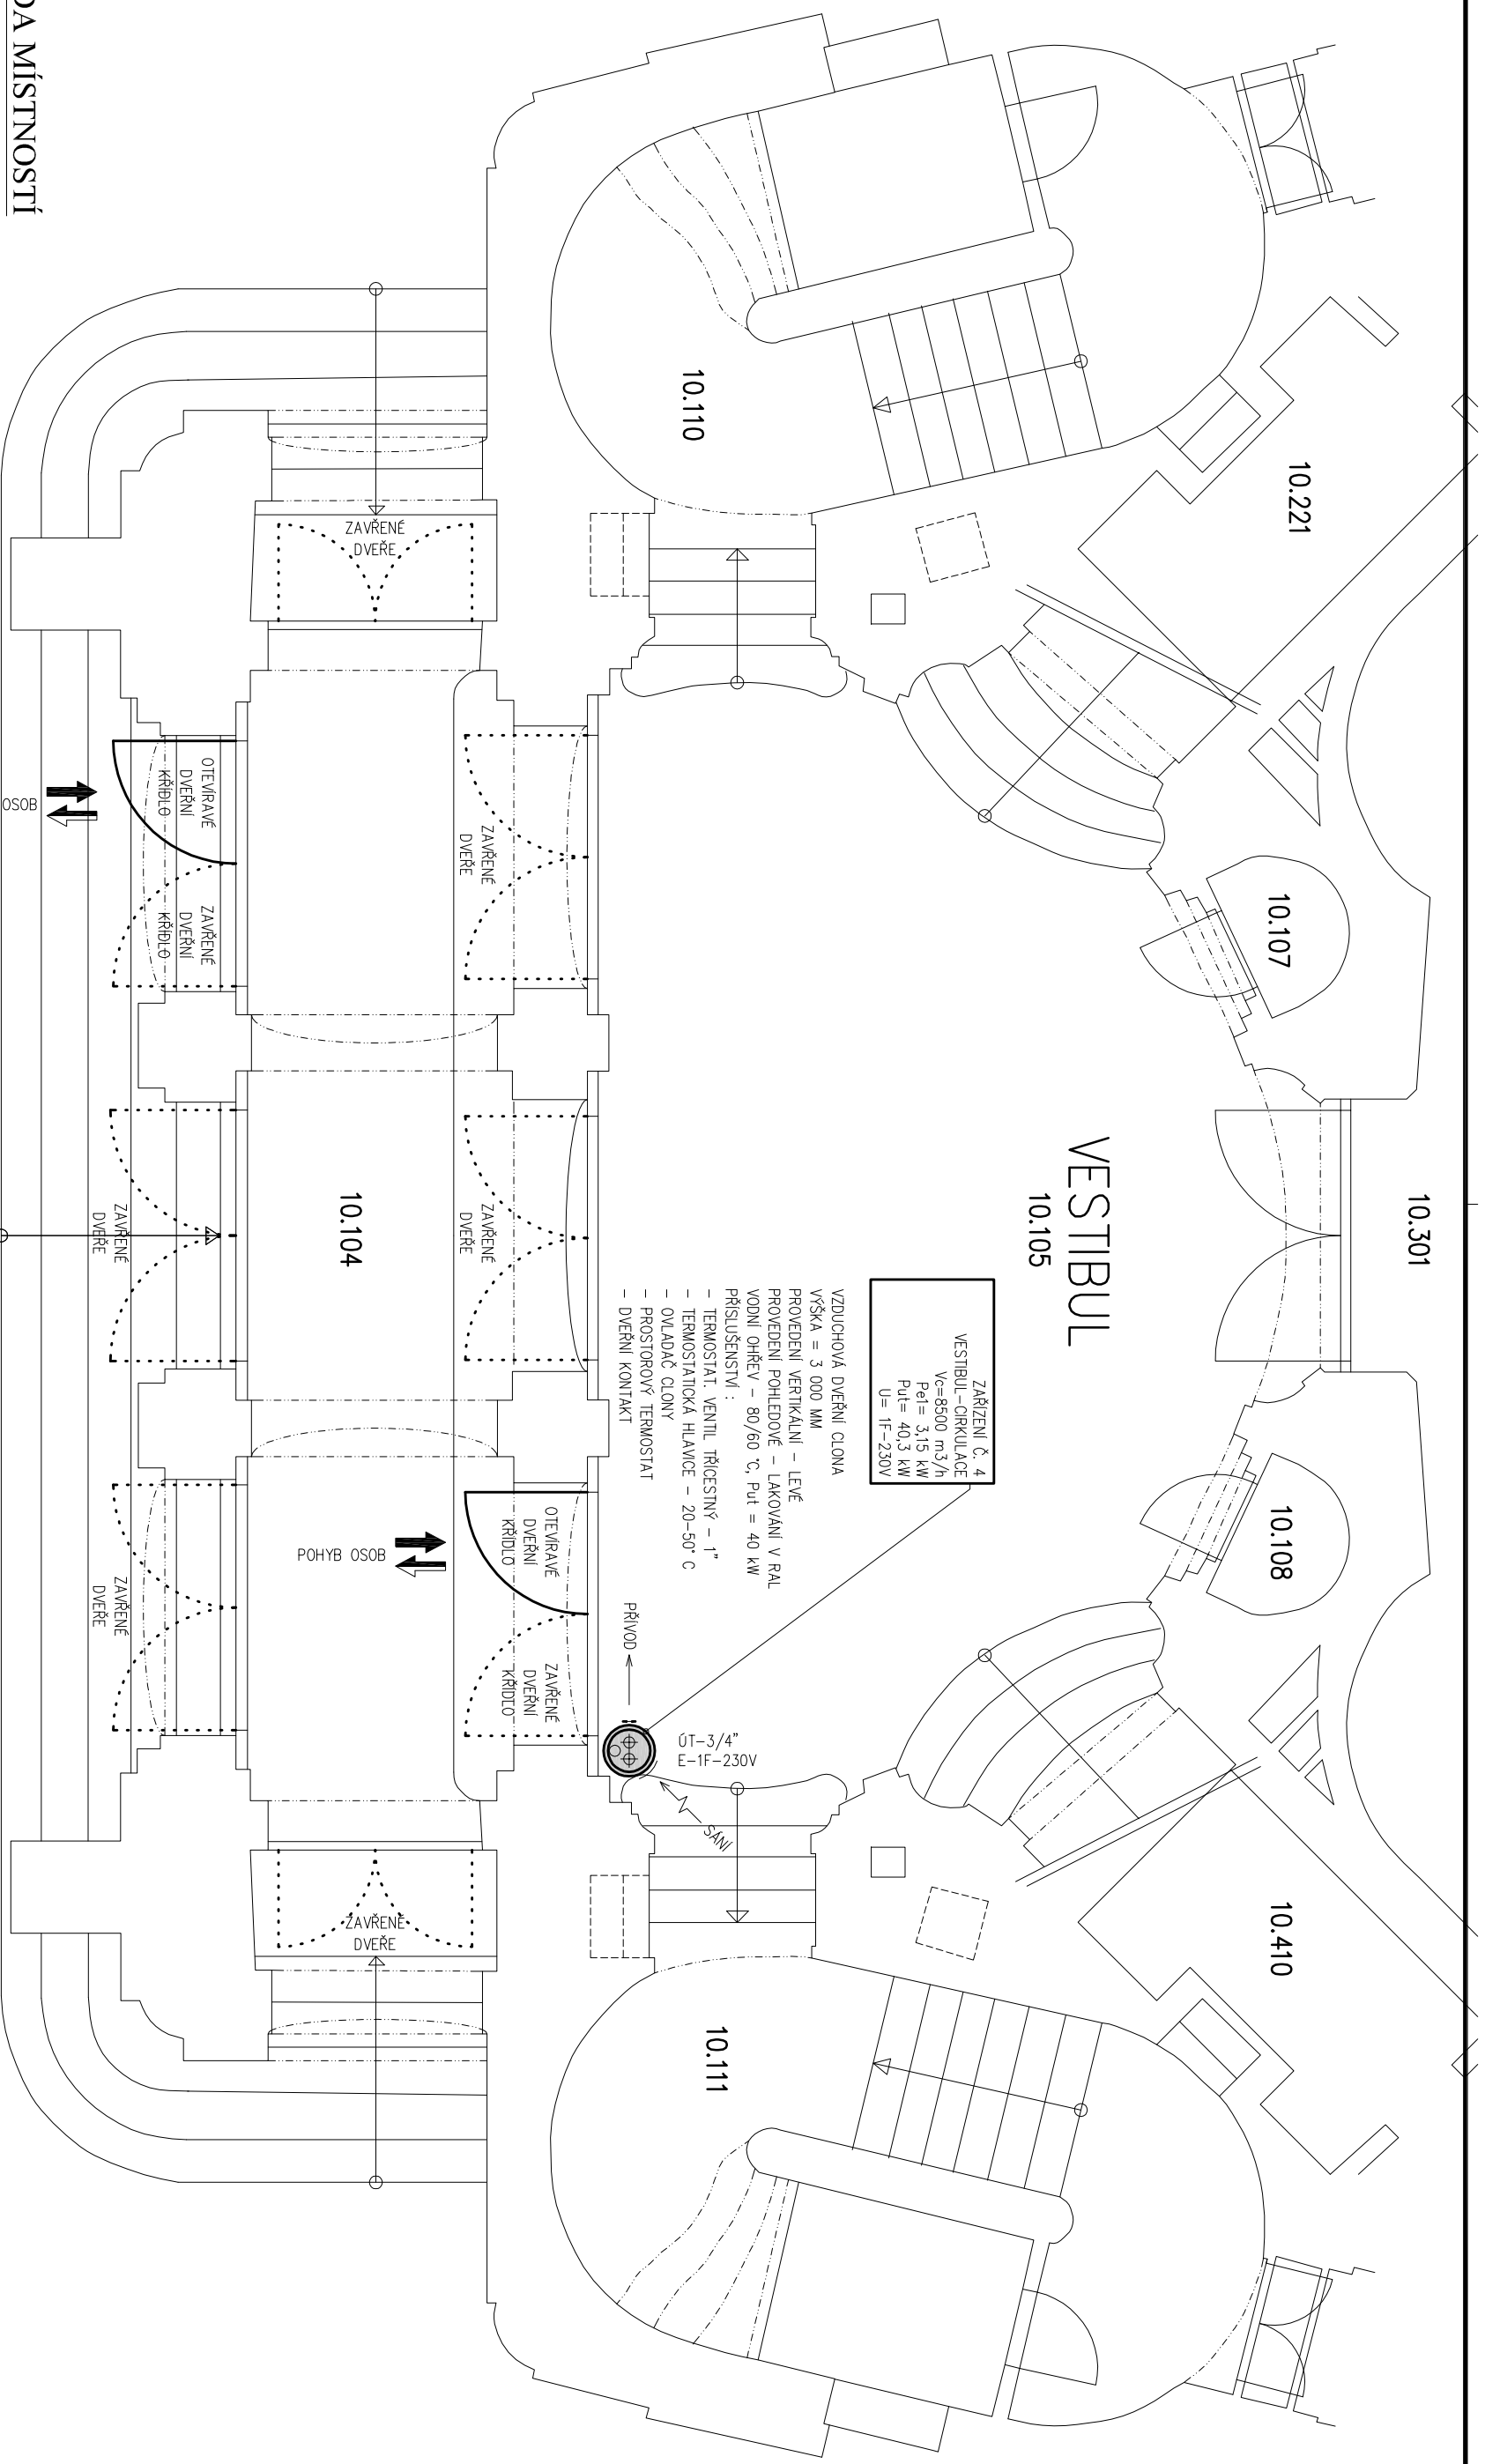 10.301
10.221
10.107
10.108
10.410
VESTIBUL
10.105
ZAŘÍZENÍ Č. 4
VESTIBUL-CIRKULACE
Vc=8500 m3/h
Pel= 3,15 kW
Put= 40,3 kW
U= 1F-230V
VZDUCHOVÁ DVEŘNÍ CLONA
VÝŠKA = 3 000 MM
PROVEDENÍ VERTIKÁLNÍ - LEVÉ
PROVEDENÍ POHLEDOVÉ - LAKOVÁNÍ V RAL
VODNÍ OHŘEV - 80/60 °C, Put = 40 kW
PŘÍSLUŠENSTVÍ :
- TERMOSTAT. VENTIL TŘÍCESTNÝ - 1"
- TERMOSTATICKÁ HLAVICE - 20-50° C
- OVLADAČ CLONY
- PROSTOROVÝ TERMOSTAT
- DVEŘNÍ KONTAKT
10.110
10.111
ÚT-3/4"
E-1F-230V
SÁNÍ
PŘÍVOD
ZAVŘENÉ
DVEŘE
ZAVŘENÉ
DVEŘE
OTEVÍRAVÉ
DVEŘNÍ
KŘÍDLO
ZAVŘENÉ
DVEŘNÍ
KŘÍDLO
POHYB OSOB
10.104
ZAVŘENÉ
DVEŘE
ZAVŘENÉ
DVEŘE
OTEVÍRAVÉ
DVEŘNÍ
KŘÍDLO
ZAVŘENÉ
DVEŘNÍ
KŘÍDLO
ZAVŘENÉ
DVEŘE
ZAVŘENÉ
DVEŘE
OSOB
DA MÍSTNOSTÍ